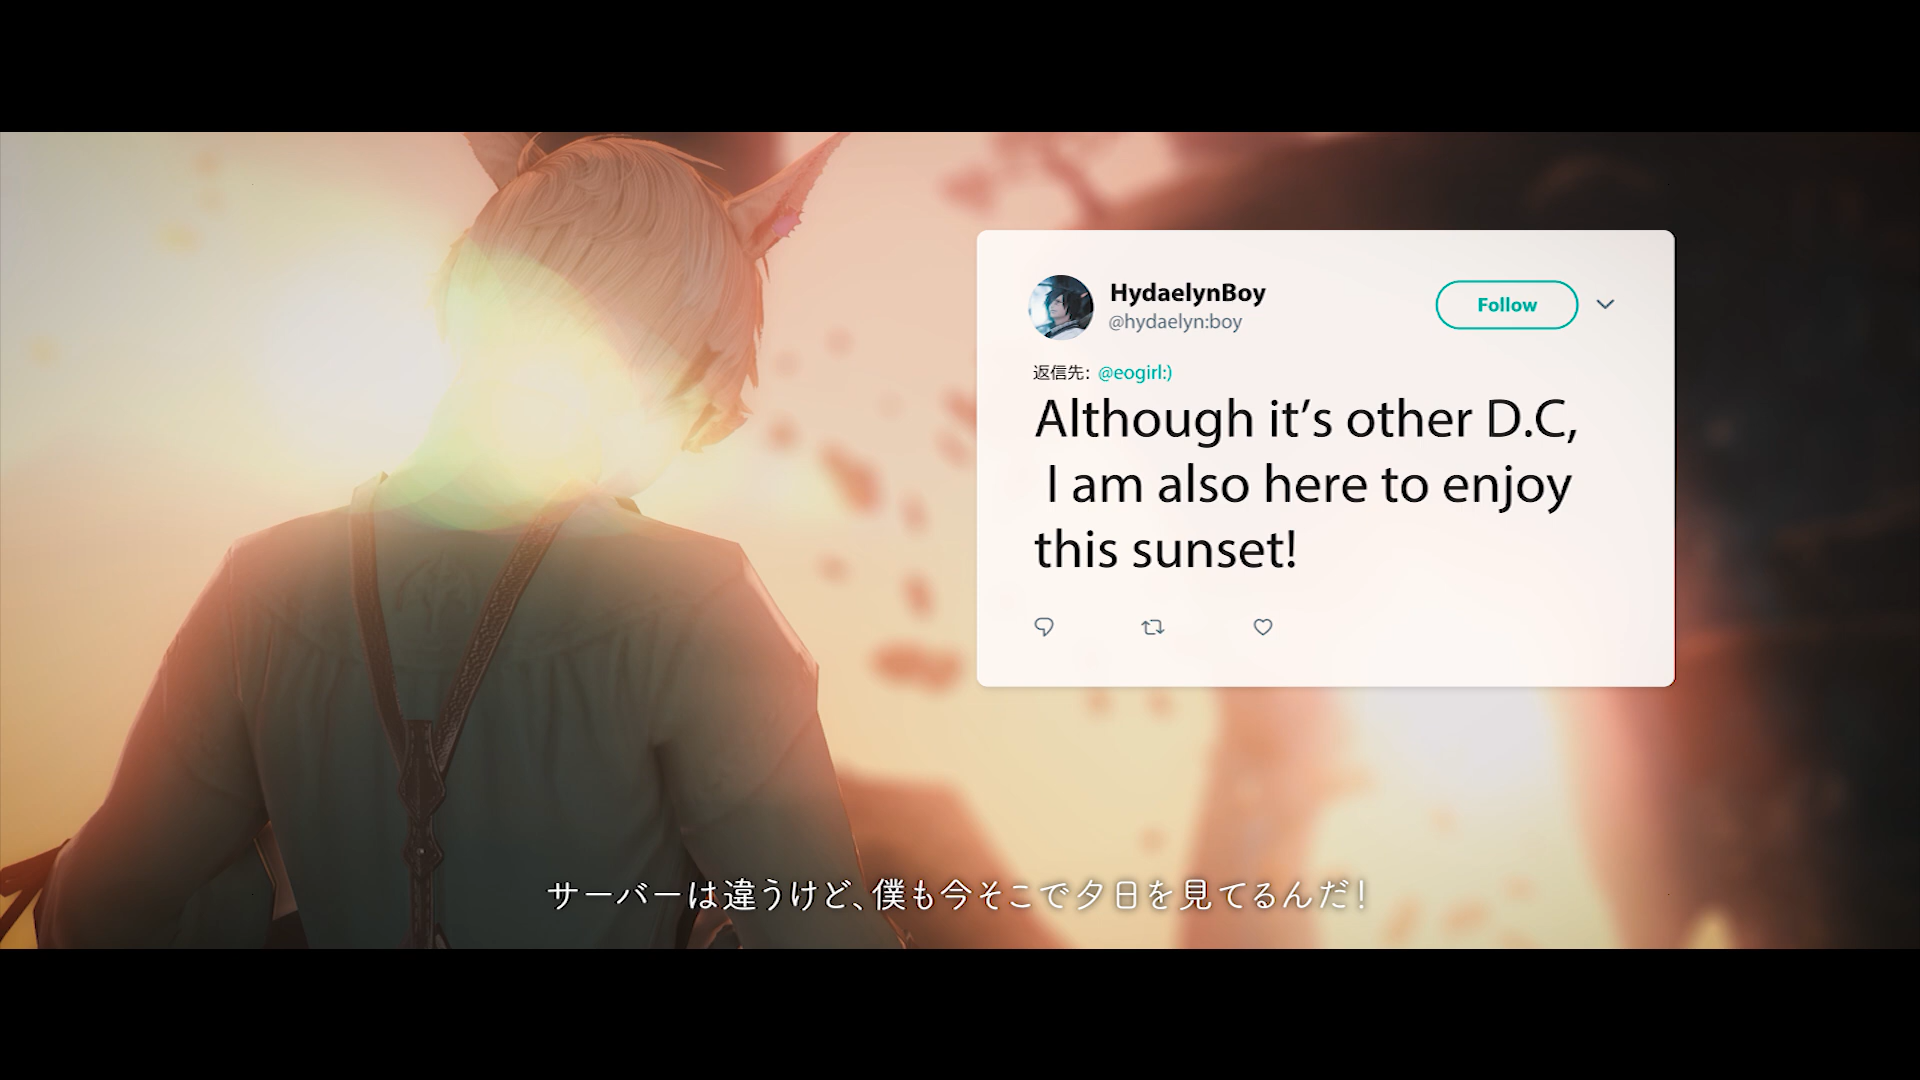 HydaelynBoy
@hydaelyn:boy
Follow
返信先: @eogirl:)
Although it’s other D.C,
I am also here to enjoy
this sunset!
サーバーは違うけど、僕も今そこで夕日を見てるんだ！